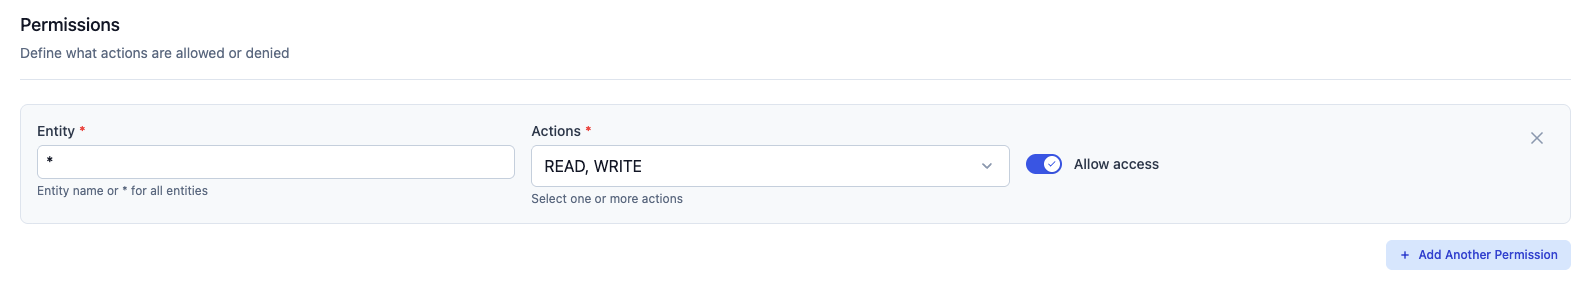 Permissions
Define what actions are allowed or denied
Entity *
*
Entity name or * for all entities
Actions *
READ, WRITE
Select one or more actions
Allow access
+ Add Another Permission